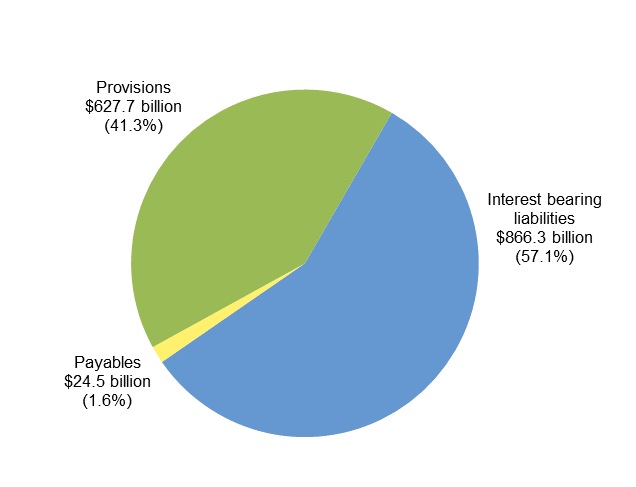 Provisions
$627.7 billion
(41.3%)
Interest bearing
liabilities
$866.3 billion
(57.1%)
Payables
$24.5 billion
(1.6%)